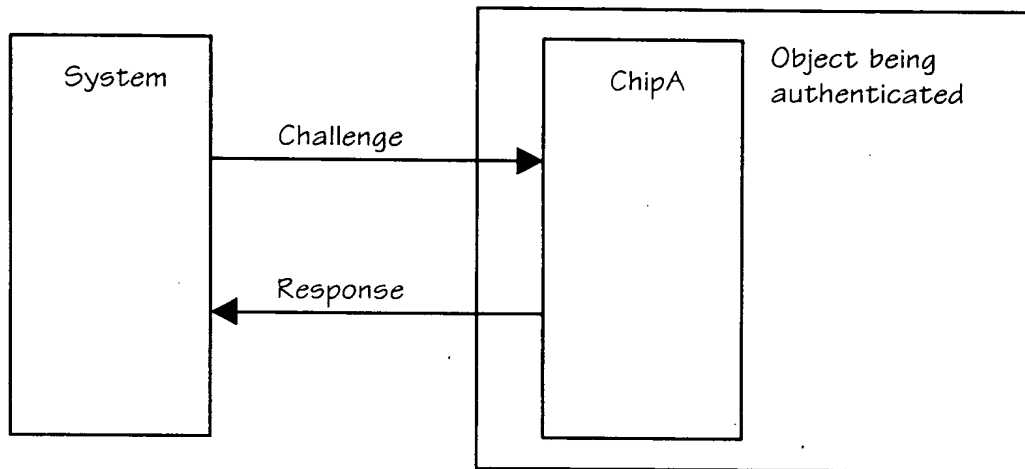 System
ChipA
Object being
authenticated
Challenge
Response